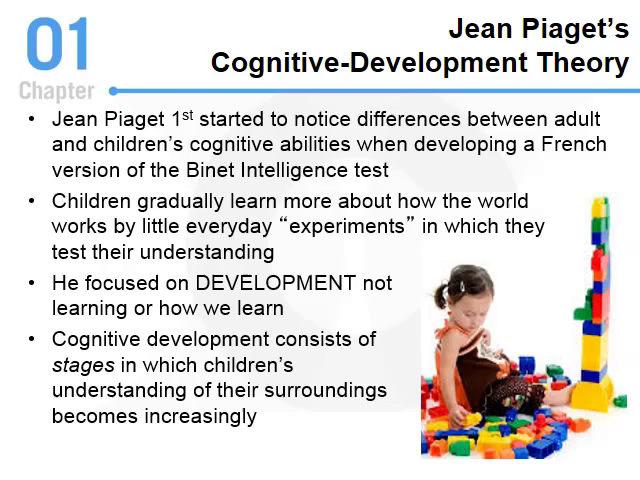 01
Chapter
Jean Piaget’s
Cognitive-Development Theory
• Jean Piaget 1st started to notice differences between adult
and children’s cognitive abilities when developing a French
version of the Binet Intelligence test
• Children gradually learn more about how the world
works by little everyday “experiments” in which they
test their understanding
• He focused on DEVELOPMENT not
learning or how we learn
• Cognitive development consists of
stages in which children’s
understanding of their surroundings
becomes increasingly